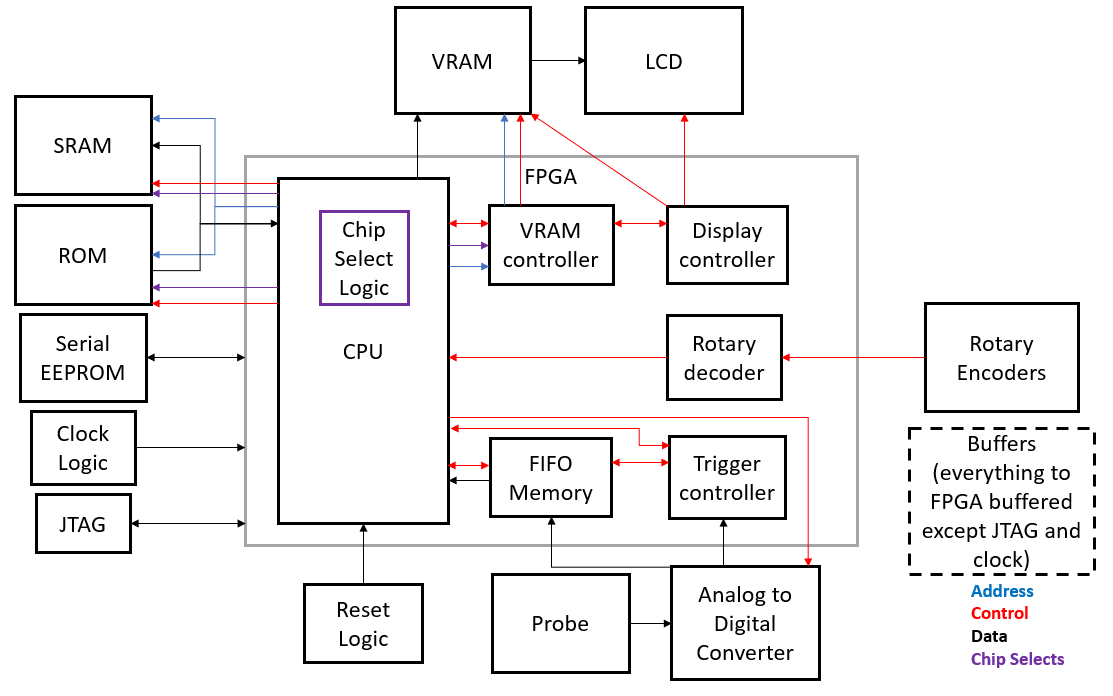 VRAM
LCD
SRAM
FPGA
ROM
Chip
Select
Logic
VRAM
controller
Display
controller
CPU
Serial
EEPROM
Rotary
decoder
Rotary
Encoders
Clock
Logic
FIFO
Memory
Trigger
controller
Buffers
(everything to
FPGA buffered
except JTAG and
clock)
JTAG
Reset
Logic
Probe
Analog to
Digital
Converter
Address
Control
Data
Chip Selects